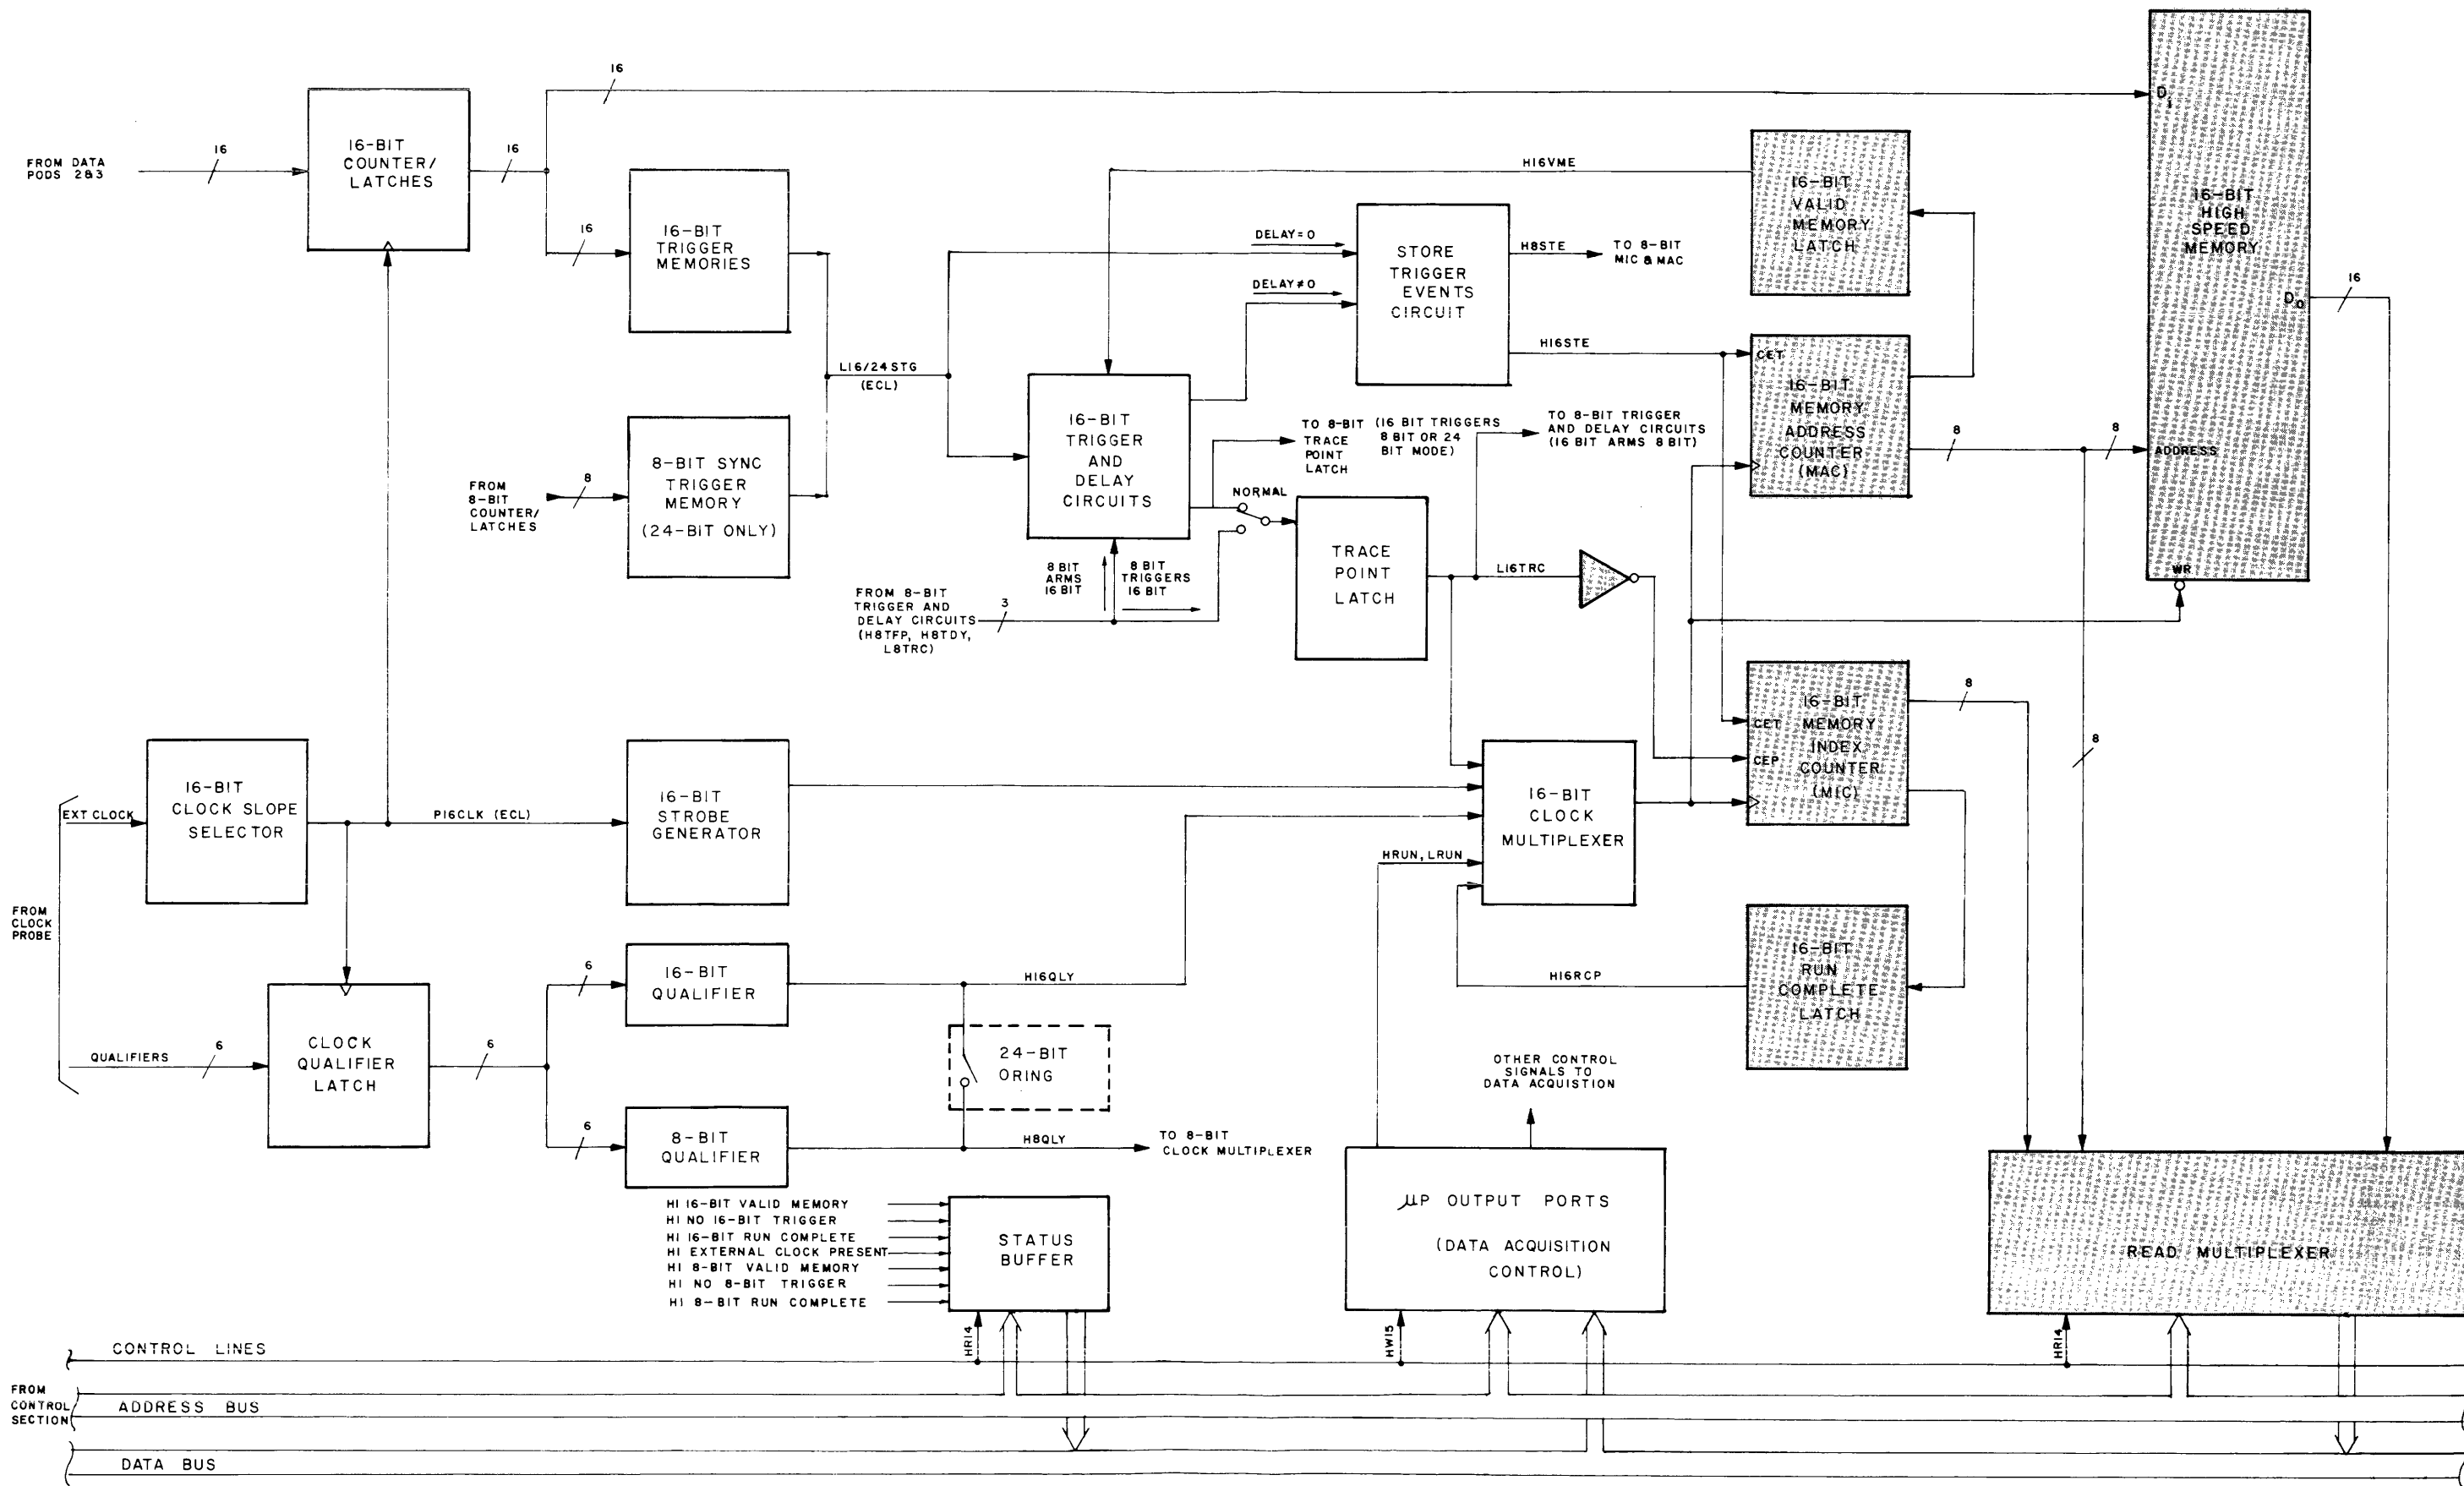 FROM DATA
PODS 2&3
16
16-BIT
COUNTER/
LATCHES
16
16
16
16-BIT
TRIGGER
MEMORIES
FROM
8-BIT
COUNTER/
LATCHES
8
8-BIT SYNC
TRIGGER
MEMORY
(24-BIT ONLY)
L16/24 STG
(ECL)
H16VME
DELAY=0
DELAY≠0
STORE
TRIGGER
EVENTS
CIRCUIT
H8STE
TO 8-BIT
MIC & MAC
H16STE
16-BIT
TRIGGER
AND
DELAY
CIRCUITS
TO 8-BIT (16 BIT TRIGGERS
TRACE 8 BIT OR 24
POINT BIT MODE)
LATCH
TO 8-BIT TRIGGER
AND DELAY CIRCUITS
(16 BIT ARMS 8 BIT)
NORMAL
TRACE
POINT
LATCH
L16TRC
8 BIT
ARMS
16 BIT
8 BIT
TRIGGERS
16 BIT
FROM 8-BIT
TRIGGER AND
DELAY CIRCUITS
(H8TFP, H8TDY,
L8TRC)
3
16-BIT
VALID
MEMORY
LATCH
CET
16-BIT
MEMORY
ADDRESS
COUNTER
(MAC)
8
8
Di
16-BIT
HIGH
SPEED
MEMORY
Do
16
ADDRESS
WR
16-BIT
MEMORY
INDEX
COUNTER
(MIC)
CET
CEP
8
8
16-BIT
RUN
COMPLETE
LATCH
H16RCP
FROM
CLOCK
PROBE
EXT CLOCK
16-BIT
CLOCK SLOPE
SELECTOR
P16CLK (ECL)
16-BIT
STROBE
GENERATOR
16-BIT
CLOCK
MULTIPLEXER
HRUN, LRUN
QUALIFIERS
6
CLOCK
QUALIFIER
LATCH
6
6
16-BIT
QUALIFIER
H16QLY
24-BIT
ORING
6
8-BIT
QUALIFIER
H8QLY
TO 8-BIT
CLOCK MULTIPLEXER
OTHER CONTROL
SIGNALS TO
DATA ACQUISTION
HI 16-BIT VALID MEMORY
HI NO 16-BIT TRIGGER
HI 16-BIT RUN COMPLETE
HI EXTERNAL CLOCK PRESENT
HI 8-BIT VALID MEMORY
HI NO 8-BIT TRIGGER
HI 8-BIT RUN COMPLETE
STATUS
BUFFER
µP OUTPUT PORTS
(DATA ACQUISITION
CONTROL)
READ MULTIPLEXER
HR14
HW15
HR14
FROM
CONTROL
SECTION
CONTROL LINES
ADDRESS BUS
DATA BUS